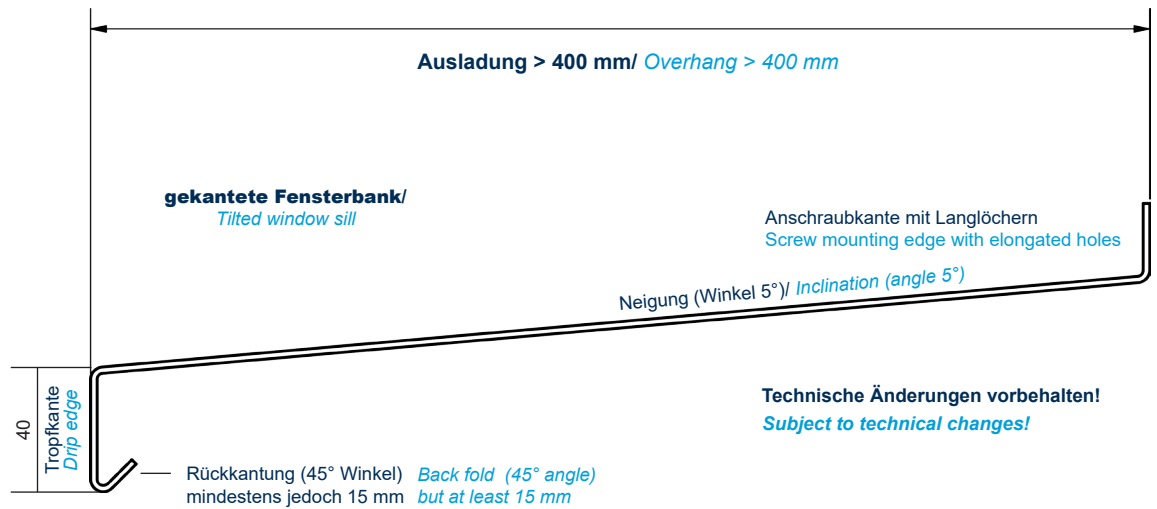 Ausladung > 400 mm/ Overhang > 400 mm
gekantete Fensterbank/
Tilted window sill
Anschraubkante mit Langlöchern
Screw mounting edge with elongated holes
Neigung (Winkel 5°)/ Inclination (angle 5°)
40
Tropfkante
Drip edge
Technische Änderungen vorbehalten!
Subject to technical changes!
Rückkantung (45° Winkel) Back fold (45° angle)
mindestens jedoch 15 mm but at least 15 mm